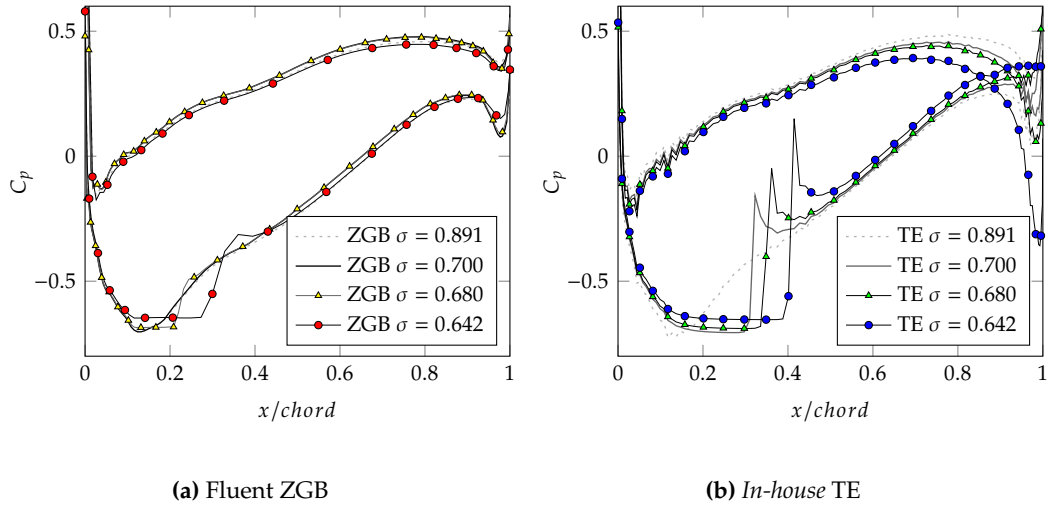 0.5
0
−0.5
C_p
0
0.2
0.4
0.6
0.8
1
x/chord
ZGB σ = 0.891
ZGB σ = 0.700
ZGB σ = 0.680
ZGB σ = 0.642
(a) Fluent ZGB
0.5
0
−0.5
C_p
0
0.2
0.4
0.6
0.8
1
x/chord
TE σ = 0.891
TE σ = 0.700
TE σ = 0.680
TE σ = 0.642
(b) In-house TE